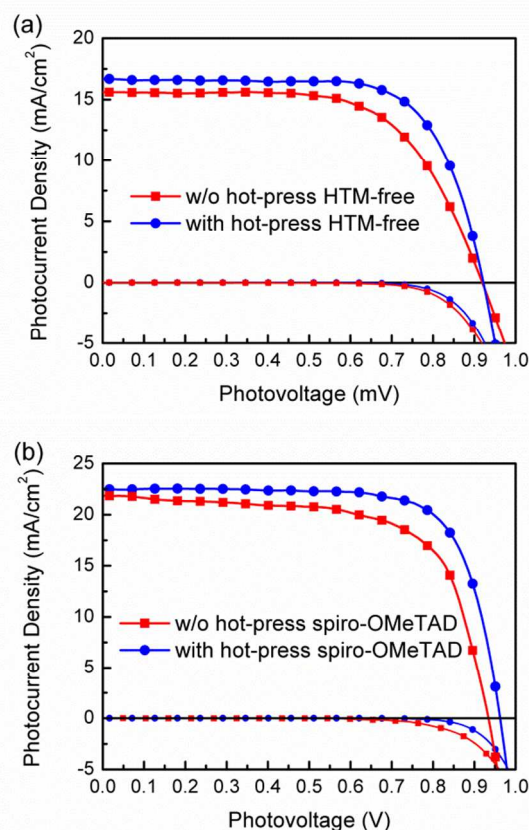 (a)
20
15
10
5
0
-5
Photocurrent Density (mA/cm²)
w/o hot-press HTM-free
with hot-press HTM-free
0.0 0.1 0.2 0.3 0.4 0.5 0.6 0.7 0.8 0.9 1.0
Photovoltage (mV)
(b)
25
20
15
10
5
0
-5
Photocurrent Density (mA/cm²)
w/o hot-press spiro-OMeTAD
with hot-press spiro-OMeTAD
0.0 0.1 0.2 0.3 0.4 0.5 0.6 0.7 0.8 0.9 1.0
Photovoltage (V)